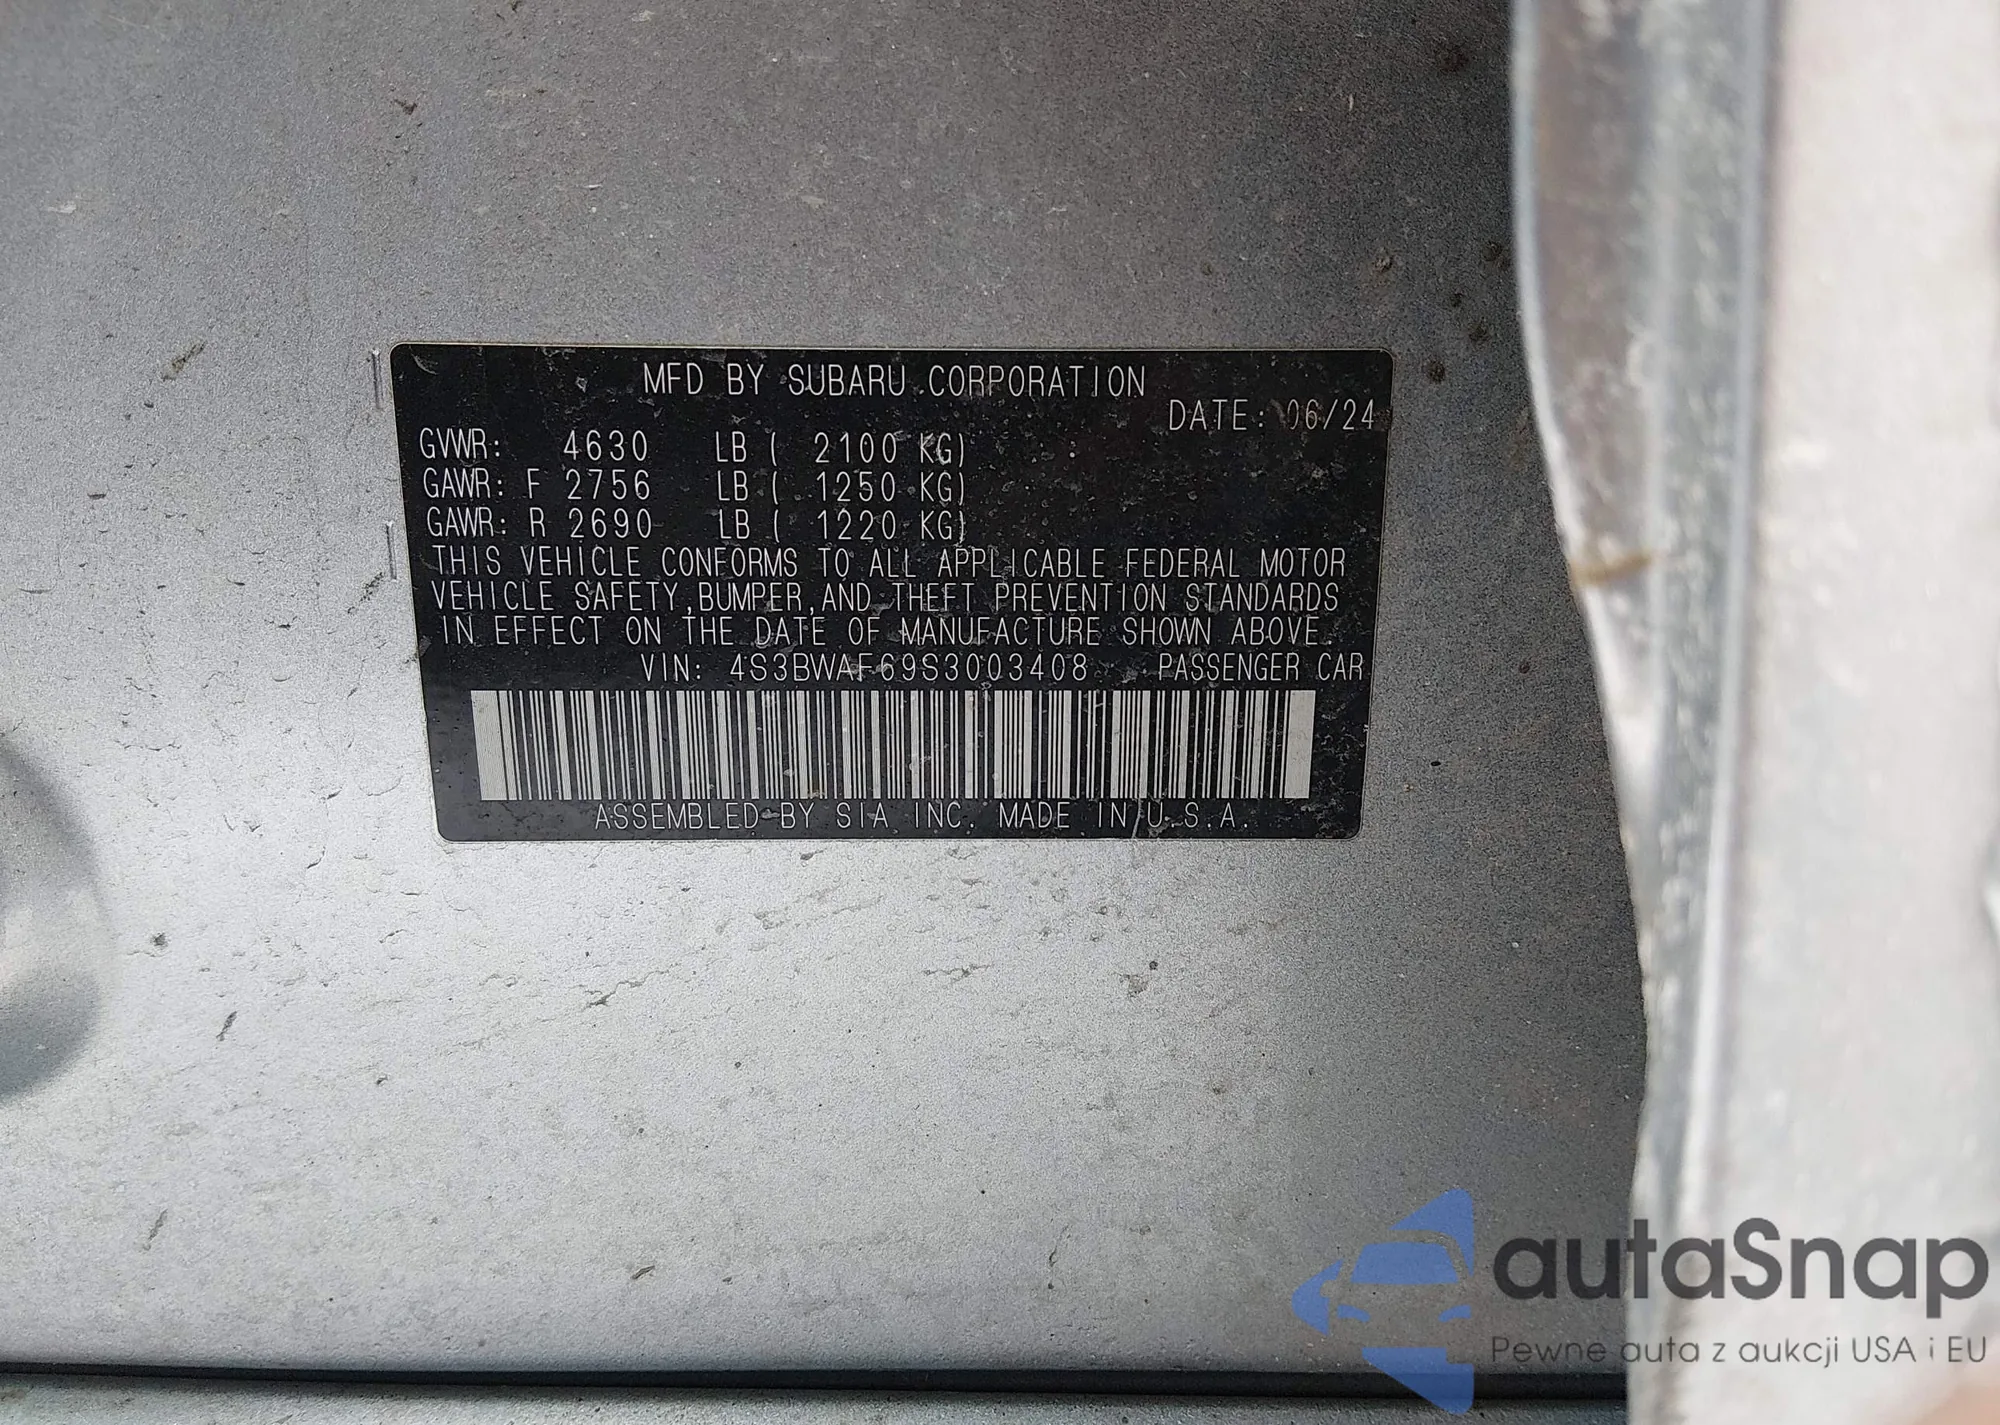 MFD BY SUBARU CORPORATION
DATE: 06/24
GVWR: 4630 LB ( 2100 KG)
GAWR: F 2756 LB ( 1250 KG)
GAWR: R 2690 LB ( 1220 KG)
THIS VEHICLE CONFORMS TO ALL APPLICABLE FEDERAL MOTOR
VEHICLE SAFETY,BUMPER,AND THEFT PREVENTION STANDARDS
IN EFFECT ON THE DATE OF MANUFACTURE SHOWN ABOVE.
VIN: 4S3BWAF69S3003408 PASSENGER CAR
ASSEMBLED BY SIA INC. MADE IN U.S.A.
autaSnap
Pewne auta z aukcji USA i EU